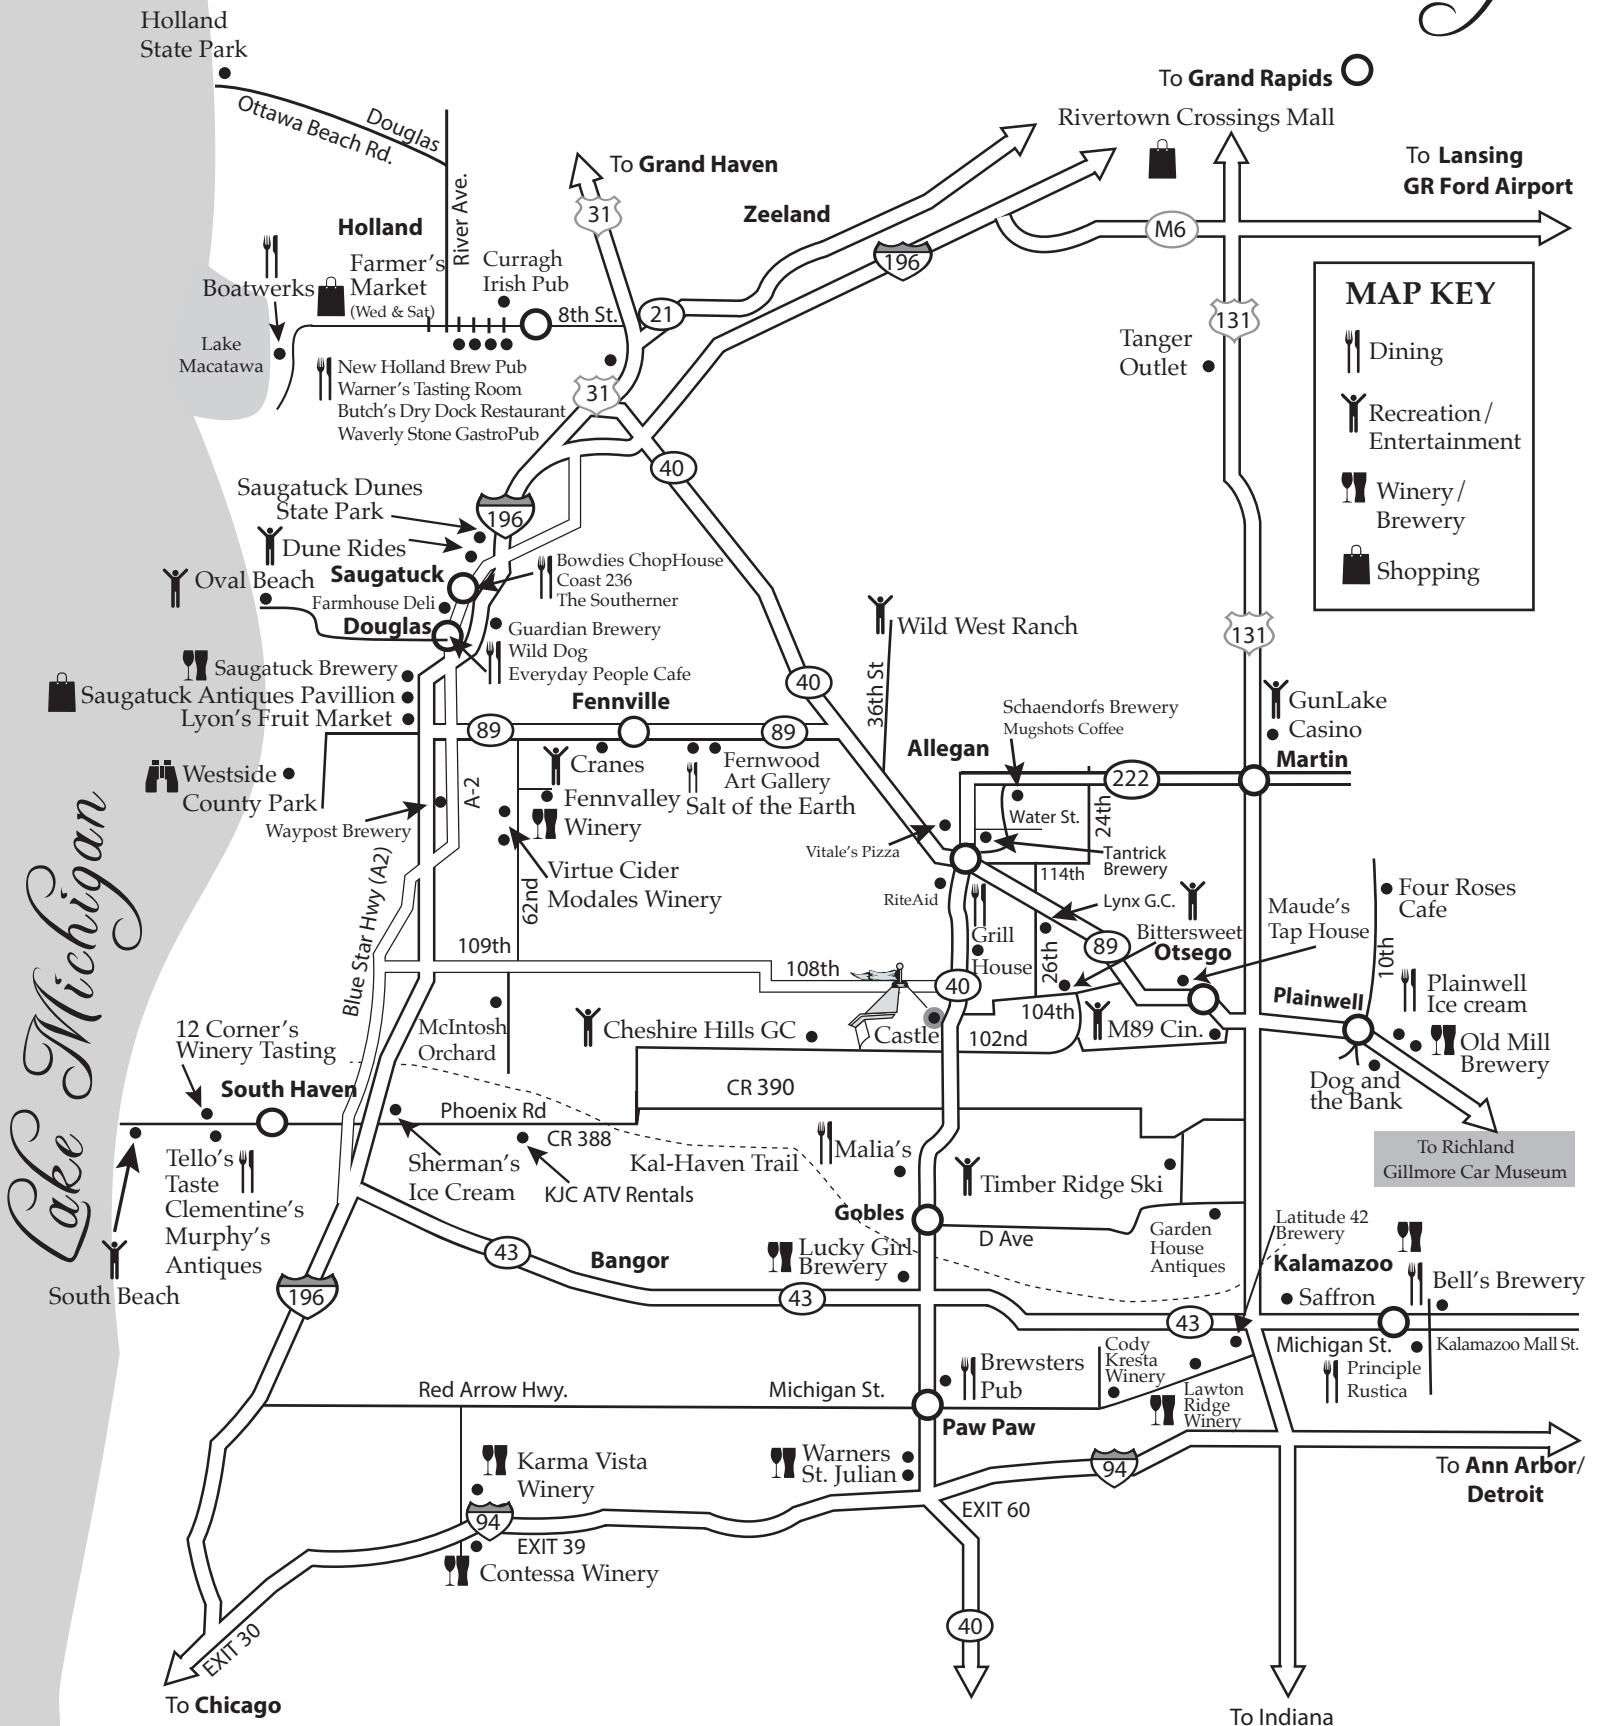 Holland
State Park
Ottawa Beach Rd.
Douglas
River Ave.
To Grand Haven
31
Zeeland
To Grand Rapids
Rivertown Crossings Mall
To Lansing
GR Ford Airport
M6
196
131
MAP KEY
Dining
Recreation/
Entertainment
Winery/
Brewery
Shopping
Holland
Farmer's
Market
(Wed & Sat)
Boatwerks
Lake
Macatawa
Curragh
Irish Pub
8th St.
21
New Holland Brew Pub
Warner's Tasting Room
Butch's Dry Dock Restaurant
Waverly Stone GastroPub
31
Tanger
Outlet
40
Saugatuck Dunes
State Park
196
Dune Rides
Saugatuck
Oval Beach
Farmhouse Deli
Douglas
Bowdies ChopHouse
Coast 236
The Southerner
Guardian Brewery
Wild Dog
Everyday People Cafe
Saugatuck Brewery
Saugatuck Antiques Pavillion
Lyon's Fruit Market
Wild West Ranch
36th St
131
40
Fennville
89
89
Cranes
Fernwood
Art Gallery
Salt of the Earth
Fennvalley
Winery
Westside
County Park
Waypost Brewery
A-2
Virtue Cider
Modales Winery
62nd
Schaendorfs Brewery
Mugshots Coffee
Allegan
222
GunLake
Casino
Martin
Water St.
24th
Vitale's Pizza
Tantrick
Brewery
114th
RiteAid
Lynx G.C.
Grill
House
26th
Bittersweet
89
Otsego
Maude's
Tap House
Four Roses
Cafe
10th
Plainwell
Plainwell
Ice cream
Old Mill
Brewery
Dog and
the Bank
To Richland
Gillmore Car Museum
Lake Michigan
Blue Star Hwy (A2)
109th
108th
40
Castle
104th
102nd
M89 Cin.
McIntosh
Orchard
Cheshire Hills GC
12 Corner's
Winery Tasting
South Haven
CR 390
Phoenix Rd
CR 388
Sherman's
Ice Cream
KJC ATV Rentals
Kal-Haven Trail
Malia's
Timber Ridge Ski
Tello's
Taste
Clementine's
Murphy's
Antiques
South Beach
Gobles
D Ave
Garden
House
Antiques
Latitude 42
Brewery
Kalamazoo
Saffron
Bell's Brewery
43
Bangor
Lucky Girl
Brewery
43
43
196
Michigan St.
Kalamazoo Mall St.
Principle
Rustica
Cody
Kresta
Winery
Lawton
Ridge
Winery
Brewsters
Pub
Red Arrow Hwy.
Michigan St.
Paw Paw
Warners
St. Julian
Karma Vista
Winery
94
EXIT 39
Contessa Winery
94
EXIT 60
To Ann Arbor/
Detroit
40
EXIT 30
To Chicago
To Indiana